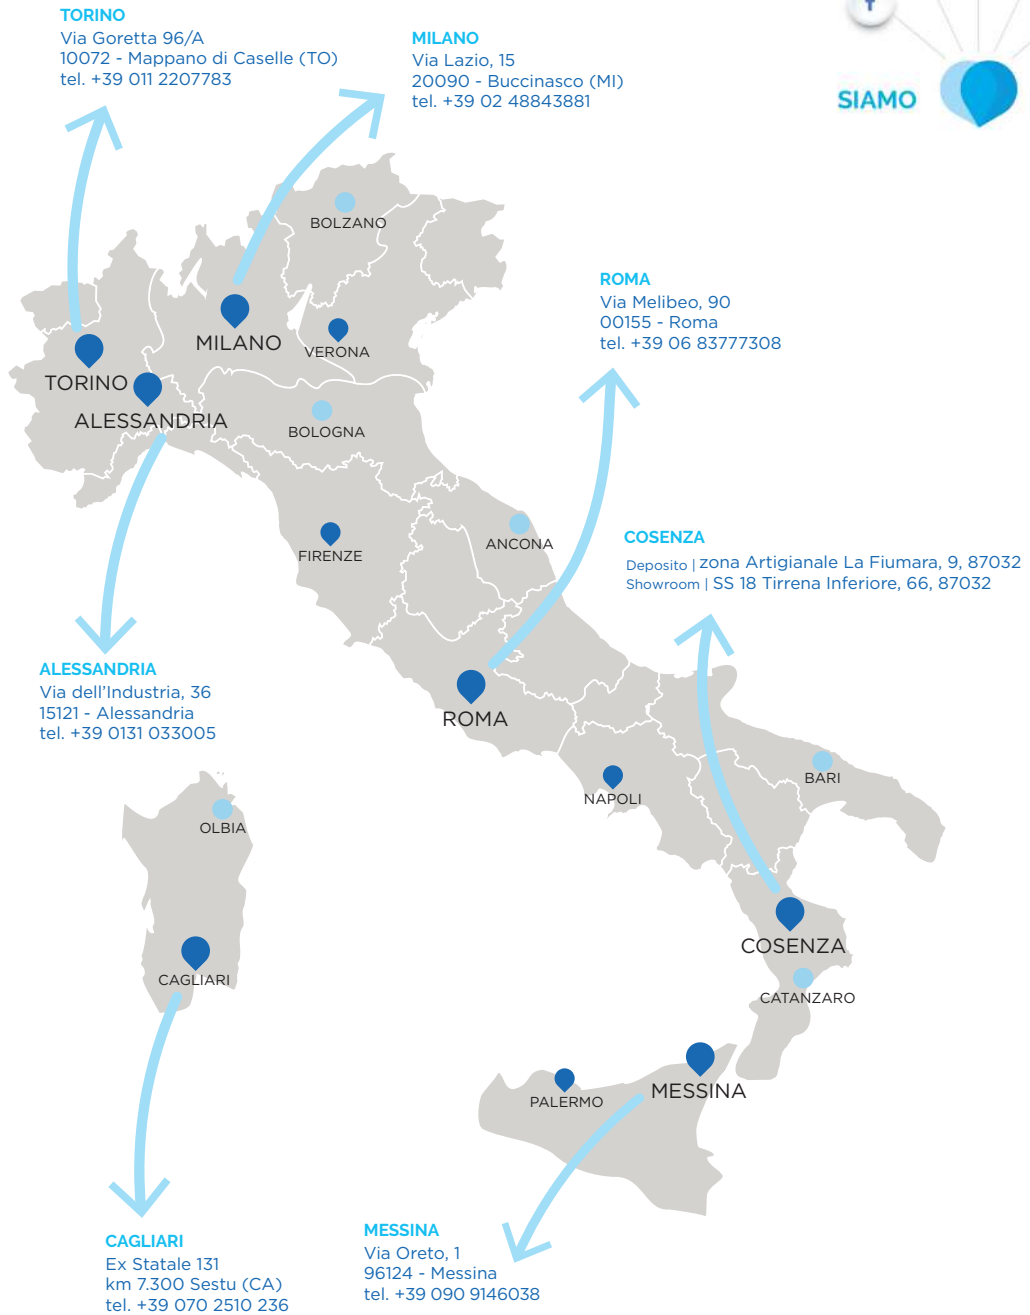 TORINO
Via Goretta 96/A
10072 - Mappano di Caselle (TO)
tel. +39 011 2207783
MILANO
Via Lazio, 15
20090 - Buccinasco (MI)
tel. +39 02 48843881
f
SIAMO
BOLZANO
ROMA
Via Melibeo, 90
00155 - Roma
tel. +39 06 83777308
MILANO
VERONA
TORINO
ALESSANDRIA
BOLOGNA
ANCONA
FIRENZE
COSENZA
Deposito | zona Artigianale La Fiumara, 9, 87032
Showroom | SS 18 Tirrena Inferiore, 66, 87032
ALESSANDRIA
Via dell'Industria, 36
15121 - Alessandria
tel. +39 0131 033005
ROMA
BARI
NAPOLI
OLBIA
COSENZA
CAGLIARI
CATANZARO
MESSINA
PALERMO
CAGLIARI
Ex Statale 131
km 7.300 Sestu (CA)
tel. +39 070 2510 236
MESSINA
Via Oreto, 1
96124 - Messina
tel. +39 090 9146038